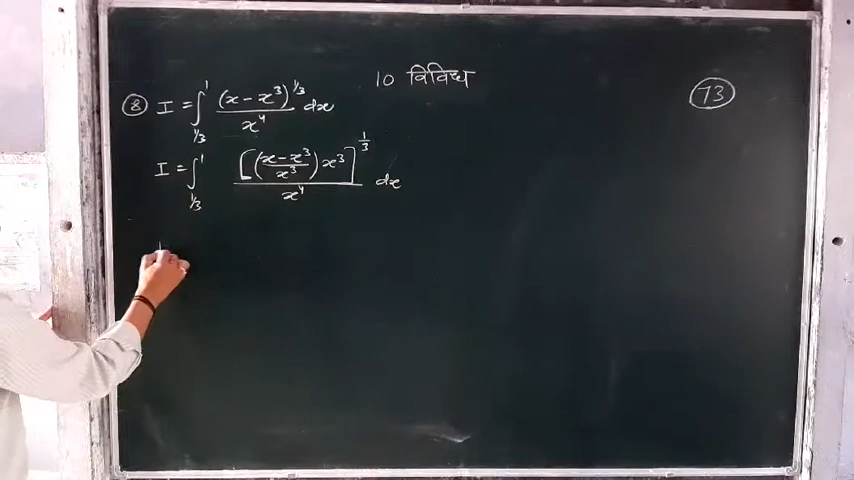 10 विविध
73
8 I = ∫_{1/3}^{1} (x - x³)^{1/3} / x⁴ dx
I = ∫_{1/3}^{1} [((x - x³) / x³) x³]^{1/3} / x⁴ dx